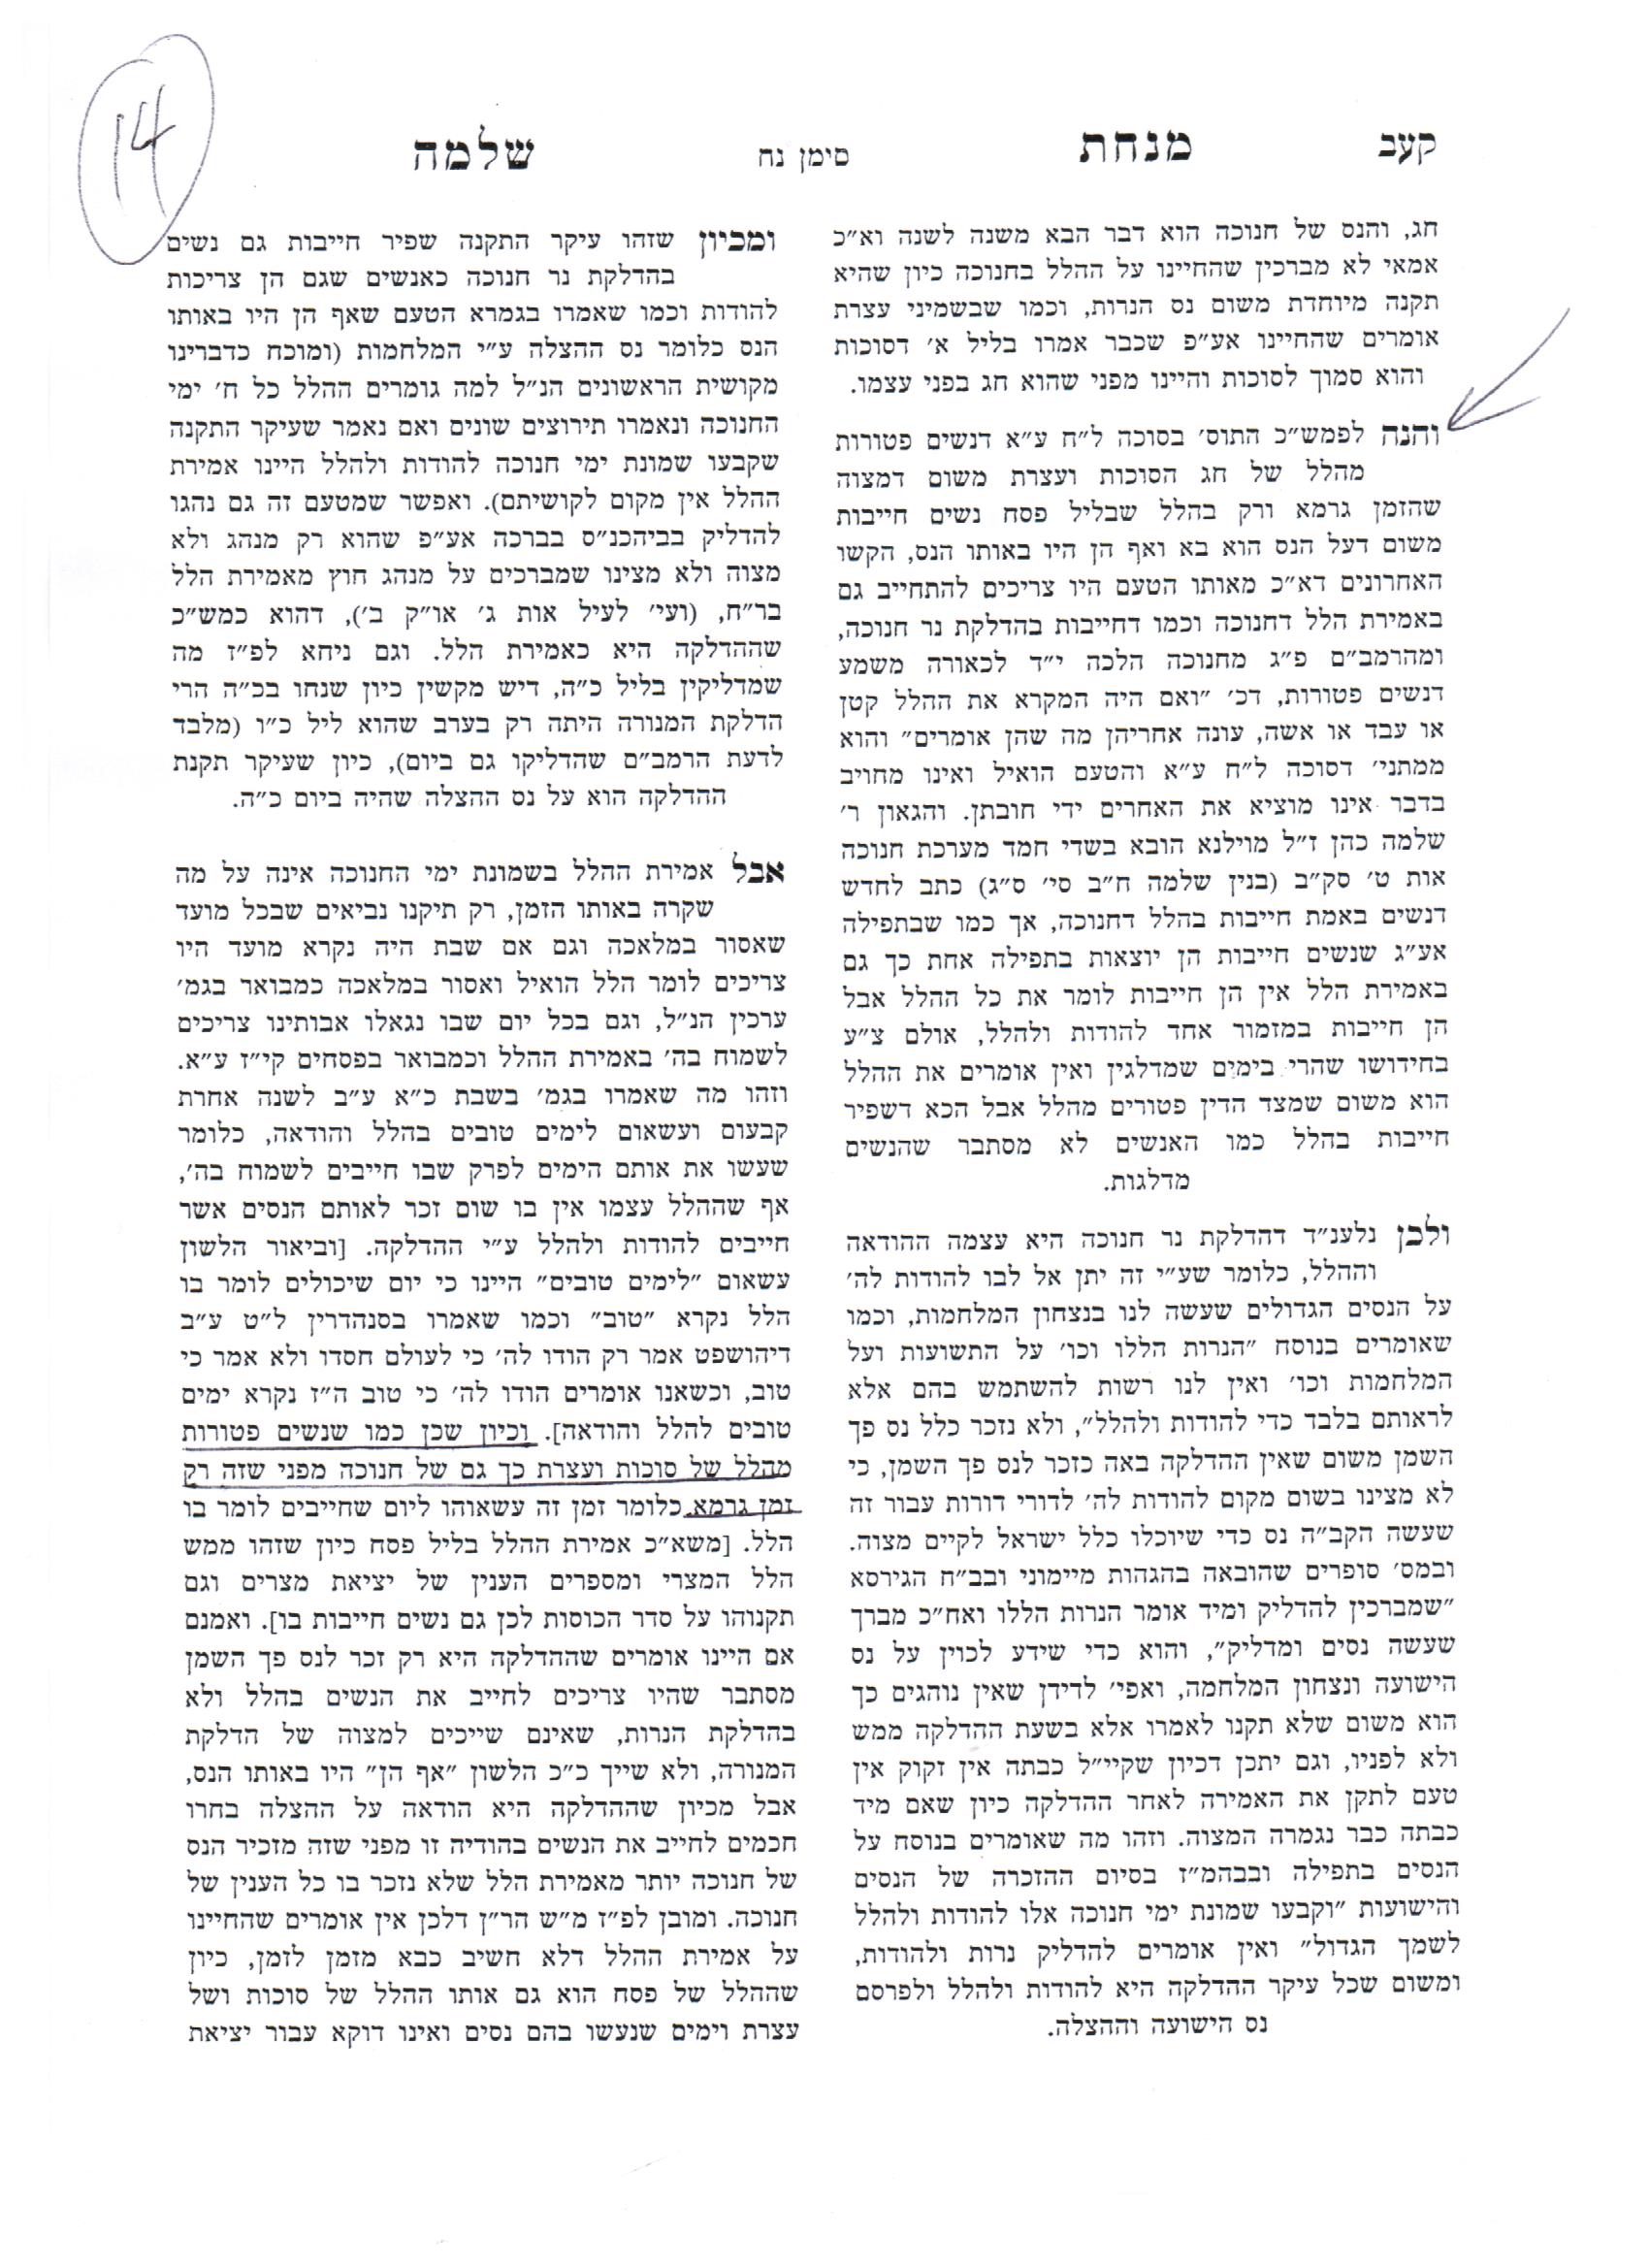 14
קעב מנחת סימן נח שלמה
חג, והנס של חנוכה הוא דבר הבא משנה לשנה וא״כ
אמאי לא מברכין שהחיינו על ההלל בחנוכה כיון שהיא
תקנה מיוחדת משום נס הנרות, וכמו שבשמיני עצרת
אומרים שהחיינו אע״פ שכבר אמרו בליל א׳ דסוכות
והוא סמוך לסוכות והיינו מפני שהוא חג בפני עצמו.
והנה לפמש״כ התוס׳ בסוכה ל״ח ע״א דנשים פטורות
מהלל של חג הסוכות ועצרת משום דמצוה
שהזמן גרמא ורק בהלל שבליל פסח נשים חייבות
משום דעל הנס הוא בא ואף הן היו באותו הנס, הקשו
האחרונים דא״כ מאותו הטעם היו צריכים להתחייב גם
באמירת הלל דחנוכה וכמו דחייבות בהדלקת נר חנוכה,
ומהרמב״ם פ״ג מחנוכה הלכה י״ד לכאורה משמע
דנשים פטורות, דכ׳ ״ואם היה המקרא את ההלל קטן
או עבד או אשה, עונה אחריהן מה שהן אומרים״ והוא
ממתני׳ דסוכה ל״ח ע״א והטעם הואיל ואינו מחויב
בדבר אינו מוציא את האחרים ידי חובתן. והגאון ר׳
שלמה כהן ז״ל מוילנא הובא בשדי חמד מערכת חנוכה
אות ט׳ סק״ב (בנין שלמה ח״ב סי׳ ס״ג) כתב לחדש
דנשים באמת חייבות בהלל דחנוכה, אך כמו שבתפילה
אע״ג שנשים חייבות הן יוצאות בתפילה אחת כך גם
באמירת הלל אין הן חייבות לומר את כל ההלל אבל
הן חייבות במזמור אחד להודות ולהלל, אולם צ״ע
בחידושו שהרי בימים שמדלגין ואין אומרים את ההלל
הוא משום שמצד הדין פטורים מהלל אבל הכא דשפיר
חייבות בהלל כמו האנשים לא מסתבר שהנשים
מדלגות.
ולכן נלענ״ד דהדלקת נר חנוכה היא עצמה ההודאה
וההלל, כלומר שע״י זה יתן אל לבו להודות לה׳
על הנסים הגדולים שעשה לנו בנצחון המלחמות, וכמו
שאומרים בנוסח ״הנרות הללו וכו׳ על התשועות ועל
המלחמות וכו׳ ואין לנו רשות להשתמש בהם אלא
לראותם בלבד כדי להודות ולהלל״, ולא נזכר כלל נס פך
השמן משום שאין ההדלקה באה כזכר לנס פך השמן, כי
לא מצינו בשום מקום להודות לה׳ לדורי דורות עבור זה
שעשה הקב״ה נס כדי שיוכלו כלל ישראל לקיים מצוה.
ובמס׳ סופרים שהובאה בהגהות מיימוני ובב״ח הגירסא
״שמברכין להדליק ומיד אומר הנרות הללו ואח״כ מברך
שעשה נסים ומדליק״, והוא כדי שידע לכוין על נס
הישועה ונצחון המלחמה, ואפי׳ לדידן שאין נוהגים כך
הוא משום שלא תקנו לאמרו אלא בשעת ההדלקה ממש
ולא לפניו, וגם יתכן דכיון שקיי״ל כבתה אין זקוק אין
טעם לתקן את האמירה לאחר ההדלקה כיון שאם מיד
כבתה כבר נגמרה המצוה. וזהו מה שאומרים בנוסח על
הנסים בתפילה ובבהמ״ז בסיום ההזכרה של הנסים
והישועות ״וקבעו שמונת ימי חנוכה אלו להודות ולהלל
לשמך הגדול״ ואין אומרים להדליק נרות ולהודות,
ומשום שכל עיקר ההדלקה היא להודות ולהלל ולפרסם
נס הישועה וההצלה.
ומכיון שזהו עיקר התקנה שפיר חייבות גם נשים
בהדלקת נר חנוכה כאנשים שגם הן צריכות
להודות וכמו שאמרו בגמרא הטעם שאף הן היו באותו
הנס כלומר נס ההצלה ע״י המלחמות (ומוכח כדברינו
מקושית הראשונים הנ״ל למה גומרים ההלל כל ח׳ ימי
החנוכה ונאמרו תירוצים שונים ואם נאמר שעיקר התקנה
שקבעו שמונת ימי חנוכה להודות ולהלל היינו אמירת
ההלל אין מקום לקושיתם). ואפשר שמטעם זה גם נהגו
להדליק בביהכנ״ס בברכה אע״פ שהוא רק מנהג ולא
מצוה ולא מצינו שמברכים על מנהג חוץ מאמירת הלל
בר״ח, (ועי׳ לעיל אות ג׳ או״ק ב׳), דהוא כמש״כ
שההדלקה היא כאמירת הלל. וגם ניחא לפ״ז מה
שמדליקין בליל כ״ה, דיש מקשין כיון שנחו בכ״ה הרי
הדלקת המנורה היתה רק בערב שהוא ליל כ״ו (מלבד
לדעת הרמב״ם שהדליקו גם ביום), כיון שעיקר תקנת
ההדלקה הוא על נס ההצלה שהיה ביום כ״ה.
אבל אמירת ההלל בשמונת ימי החנוכה אינה על מה
שקרה באותו הזמן, רק תיקנו נביאים שבכל מועד
שאסור במלאכה וגם אם שבת היה נקרא מועד היו
צריכים לומר הלל הואיל ואסור במלאכה כמבואר בגמ׳
ערכין הנ״ל, וגם בכל יום שבו נגאלו אבותינו צריכים
לשמוח בה׳ באמירת ההלל וכמבואר בפסחים קי״ז ע״א.
וזהו מה שאמרו בגמ׳ בשבת כ״א ע״ב לשנה אחרת
קבעום ועשאום לימים טובים בהלל והודאה, כלומר
שעשו את אותם הימים לפרק שבו חייבים לשמוח בה׳,
אף שההלל עצמו אין בו שום זכר לאותם הנסים אשר
חייבים להודות ולהלל ע״י ההדלקה. [וביאור הלשון
עשאום ״לימים טובים״ היינו כי יום שיכולים לומר בו
הלל נקרא ״טוב״ וכמו שאמרו בסנהדרין ל״ט ע״ב
דיהושפט אמר רק הודו לה׳ כי לעולם חסדו ולא אמר כי
טוב, וכשאנו אומרים הודו לה׳ כי טוב ה״ז נקרא ימים
טובים להלל והודאה]. וכיון שכן כמו שנשים פטורות
מהלל של סוכות ועצרת כך גם של חנוכה מפני שזה רק
זמן גרמא, כלומר זמן זה עשאוהו ליום שחייבים לומר בו
הלל. [משא״כ אמירת ההלל בליל פסח כיון שזהו ממש
הלל המצרי ומספרים הענין של יציאת מצרים וגם
תקנוהו על סדר הכוסות לכן גם נשים חייבות בו]. ואמנם
אם היינו אומרים שההדלקה היא רק זכר לנס פך השמן
מסתבר שהיו צריכים לחייב את הנשים בהלל ולא
בהדלקת הנרות, שאינם שייכים למצוה של הדלקת
המנורה, ולא שייך כ״כ הלשון ״אף הן״ היו באותו הנס,
אבל מכיון שההדלקה היא הודאה על ההצלה בחרו
חכמים לחייב את הנשים בהודיה זו מפני שזה מזכיר הנס
של חנוכה יותר מאמירת הלל שלא נזכר בו כל הענין של
חנוכה. ומובן לפ״ז מ״ש הר״ן דלכן אין אומרים שהחיינו
על אמירת ההלל דלא חשיב כבא מזמן לזמן, כיון
שההלל של פסח הוא גם אותו ההלל של סוכות ושל
עצרת וימים שנעשו בהם נסים ואינו דוקא עבור יציאת